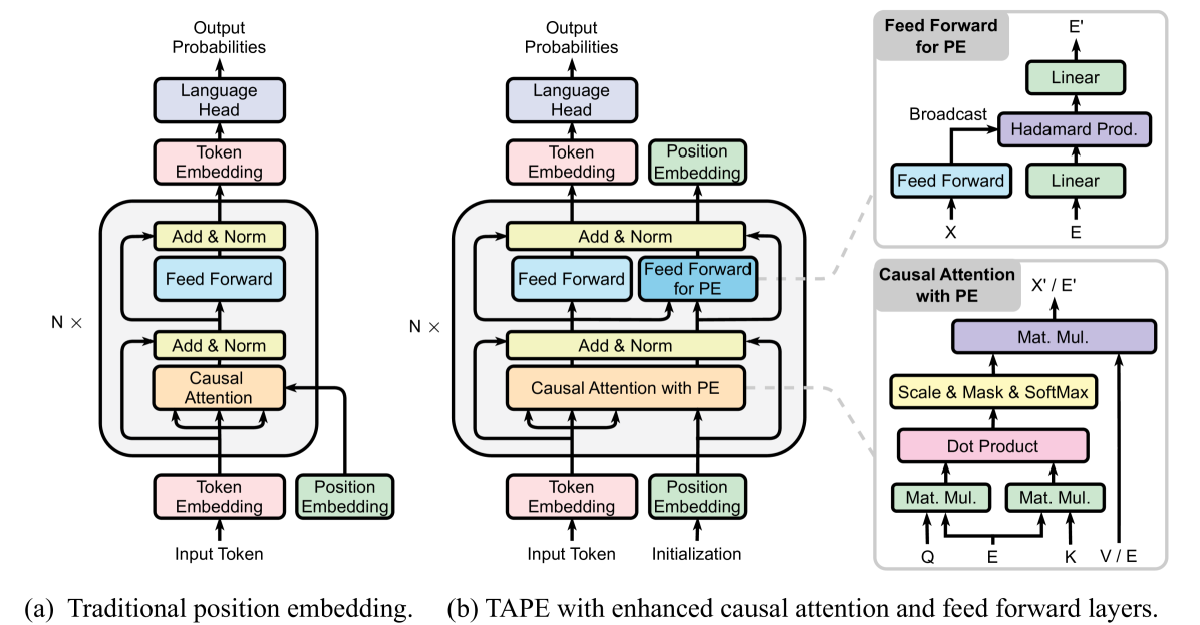 Output
Probabilities
Language
Head
Token
Embedding
Add & Norm
Feed Forward
N ×
Add & Norm
Causal
Attention
Token
Embedding
Position
Embedding
Input Token
Output
Probabilities
Language
Head
Token
Embedding
Position
Embedding
Add & Norm
Feed Forward
Feed Forward
for PE
N ×
Add & Norm
Causal Attention with PE
Token
Embedding
Position
Embedding
Input Token
Initialization
Feed Forward
for PE
E'
Linear
Broadcast
Hadamard Prod.
Feed Forward
Linear
X
E
Causal Attention
with PE
X' / E'
Mat. Mul.
Scale & Mask & SoftMax
Dot Product
Mat. Mul.
Mat. Mul.
Q
E
K
V / E
(a) Traditional position embedding.
(b) TAPE with enhanced causal attention and feed forward layers.